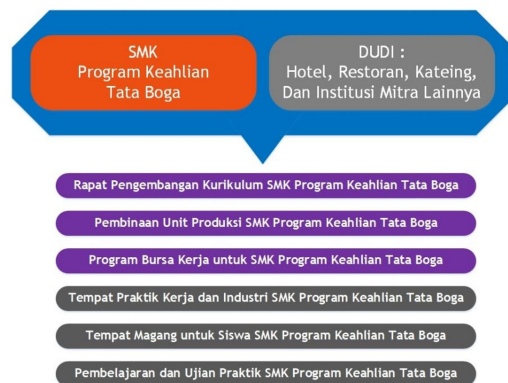 SMK
Program Keahlian
Tata Boga
DUDI :
Hotel, Restoran, Kateing,
Dan Institusi Mitra Lainnya
Rapat Pengembangan Kurikulum SMK Program Keahlian Tata Boga
Pembinaan Unit Produksi SMK Program Keahlian Tata Boga
Program Bursa Kerja untuk SMK Program Keahlian Tata Boga
Tempat Praktik Kerja dan Industri SMK Program Keahlian Tata Boga
Tempat Magang untuk Siswa SMK Program Keahlian Tata Boga
Pembelajaran dan Ujian Praktik SMK Program Keahlian Tata Boga